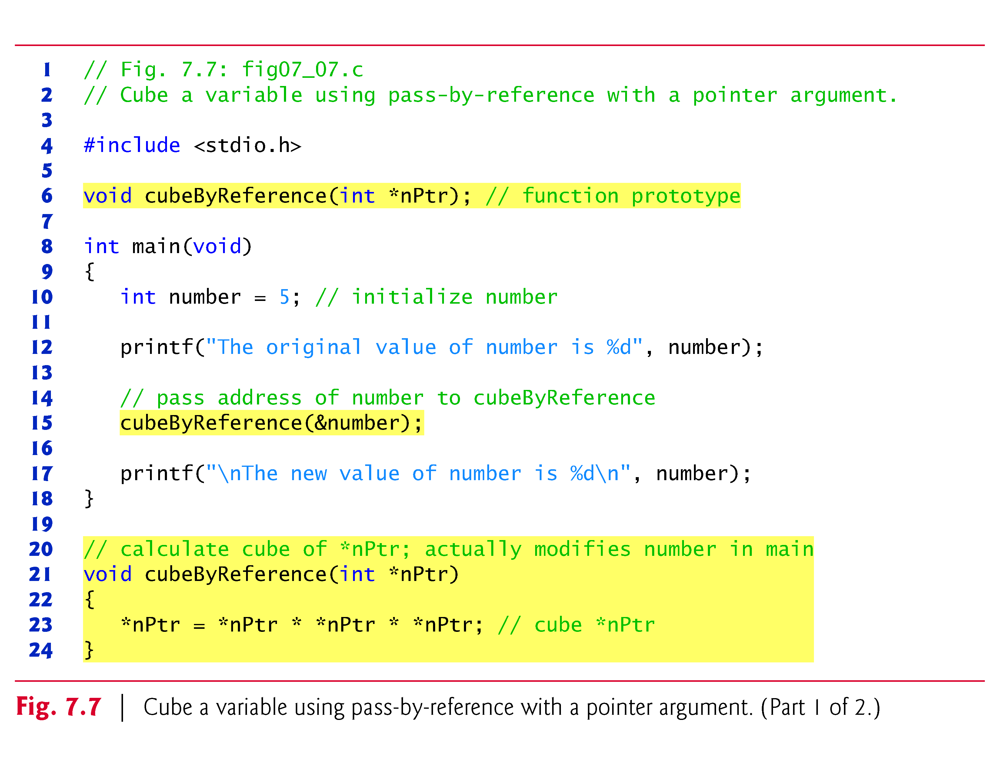 1 // Fig. 7.7: fig07_07.c
2 // Cube a variable using pass-by-reference with a pointer argument.
3
4 #include <stdio.h>
5
6 void cubeByReference(int *nPtr); // function prototype
7
8 int main(void)
9 {
10    int number = 5; // initialize number
11
12    printf("The original value of number is %d", number);
13
14    // pass address of number to cubeByReference
15    cubeByReference(&number);
16
17    printf("\nThe new value of number is %d\n", number);
18 }
19
20 // calculate cube of *nPtr; actually modifies number in main
21 void cubeByReference(int *nPtr)
22 {
23    *nPtr = *nPtr * *nPtr * *nPtr; // cube *nPtr
24 }
Fig. 7.7 | Cube a variable using pass-by-reference with a pointer argument. (Part 1 of 2.)